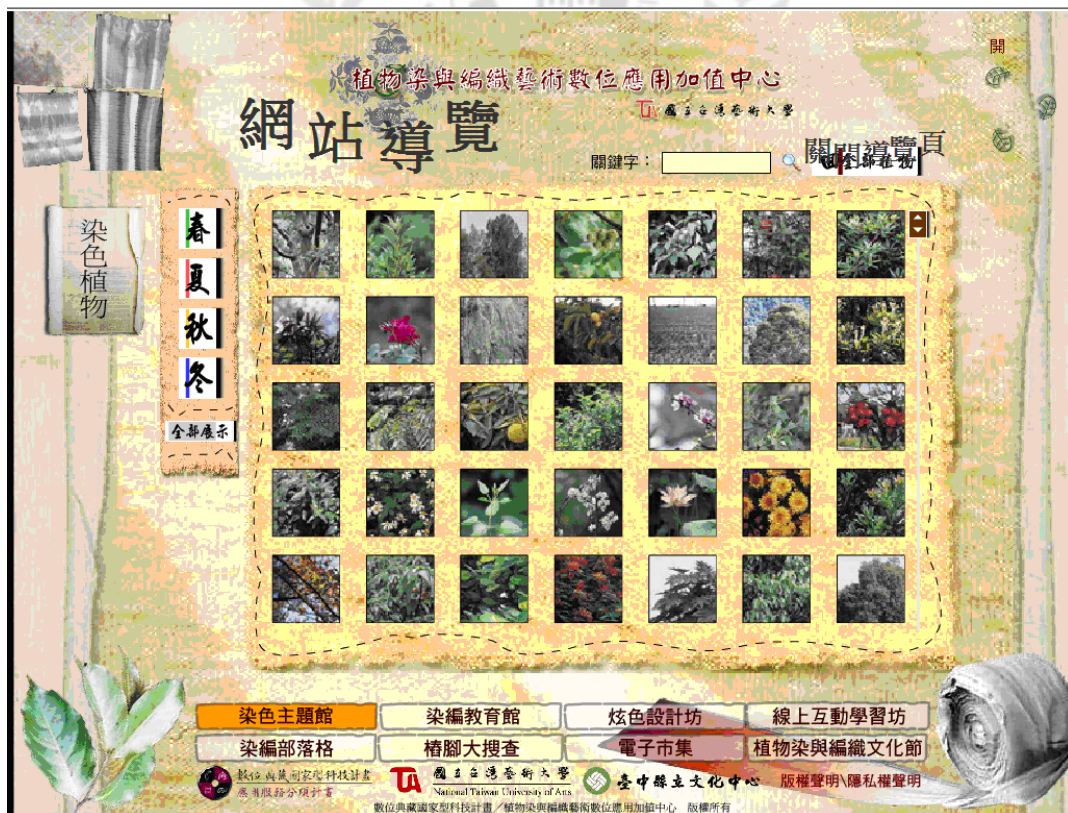 開
植物染與編織藝術數位應用加值中心
國立台灣藝術大學
網站導覽
關鍵字：
關閉導覽頁
染色植物
春
夏
秋
冬
全部展示
染色主題館
染編教育館
炫色設計坊
線上互動學習坊
染編部落格
樁腳大搜查
電子市集
植物染與編織文化節
數位典藏國家型科技計畫
應用服務分項計畫
國立台灣藝術大學
National Taiwan University of Arts
臺中縣立文化中心
版權聲明\隱私權聲明
數位典藏國家型科技計畫／植物染與編織藝術數位應用加值中心 版權所有